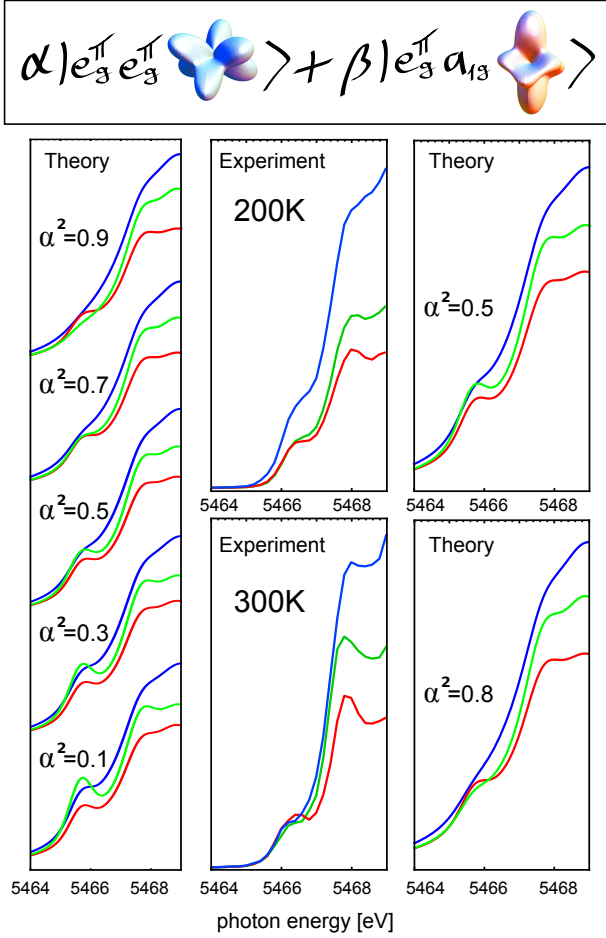 α|e_g^π e_g^π ⟩+ β|e_g^π a_1g ⟩
Theory
α²=0.9
α²=0.7
α²=0.5
α²=0.3
α²=0.1
5464 5466 5468
Experiment
200K
5464 5466 5468
Theory
α²=0.5
5464 5466 5468
Experiment
300K
5464 5466 5468
Theory
α²=0.8
5464 5466 5468
photon energy [eV]